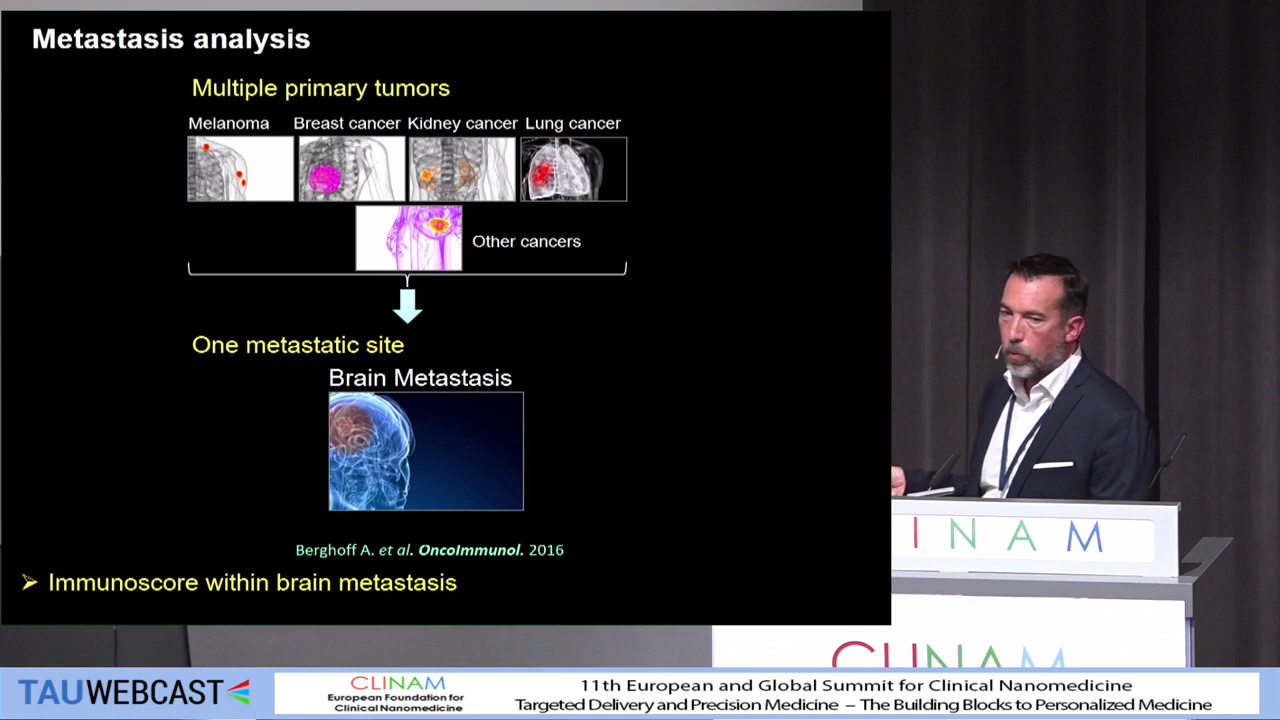 Metastasis analysis
Multiple primary tumors
Melanoma Breast cancer Kidney cancer Lung cancer
Other cancers
One metastatic site
Brain Metastasis
Berghoff A. et al. OncoImmunol. 2016
➢ Immunoscore within brain metastasis
I N A M
CLINAM
TAUWEBCAST
CLINAM
European Foundation for
Clinical Nanomedicine
11th European and Global Summit for Clinical Nanomedicine
Targeted Delivery and Precision Medicine – The Building Blocks to Personalized Medicine